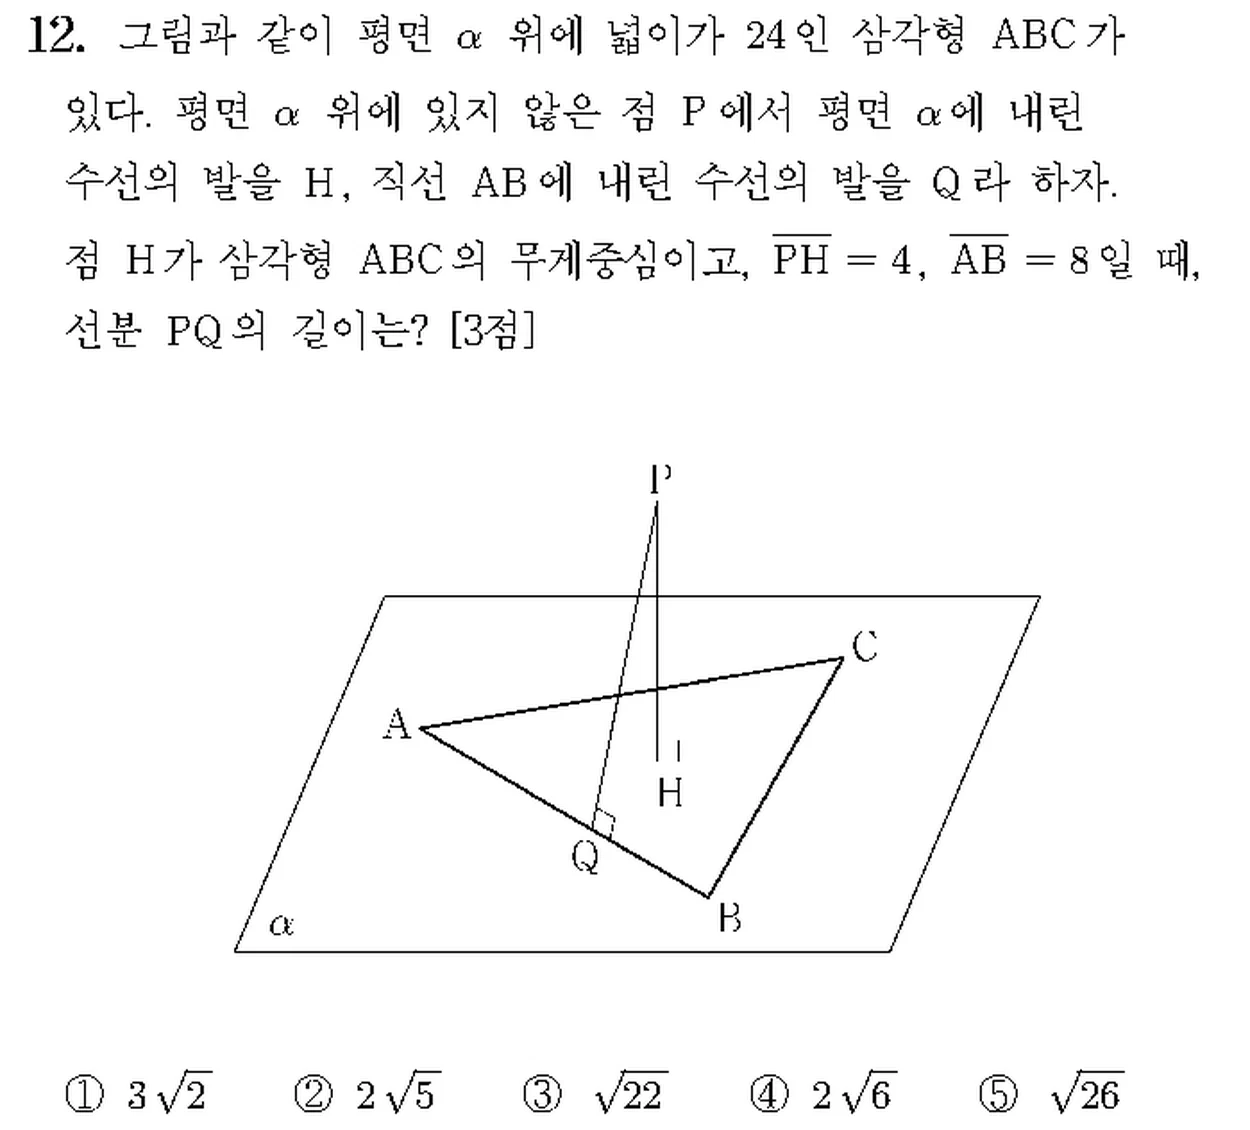 12. 그림과 같이 평면 α 위에 넓이가 24인 삼각형 ABC가
있다. 평면 α 위에 있지 않은 점 P에서 평면 α에 내린
수선의 발을 H, 직선 AB에 내린 수선의 발을 Q라 하자.
점 H가 삼각형 ABC의 무게중심이고, \overline{PH} = 4, \overline{AB} = 8일 때,
선분 PQ의 길이는? [3점]
P
C
A
H
Q
B
α
① 3√2 ② 2√5 ③ √22 ④ 2√6 ⑤ √26